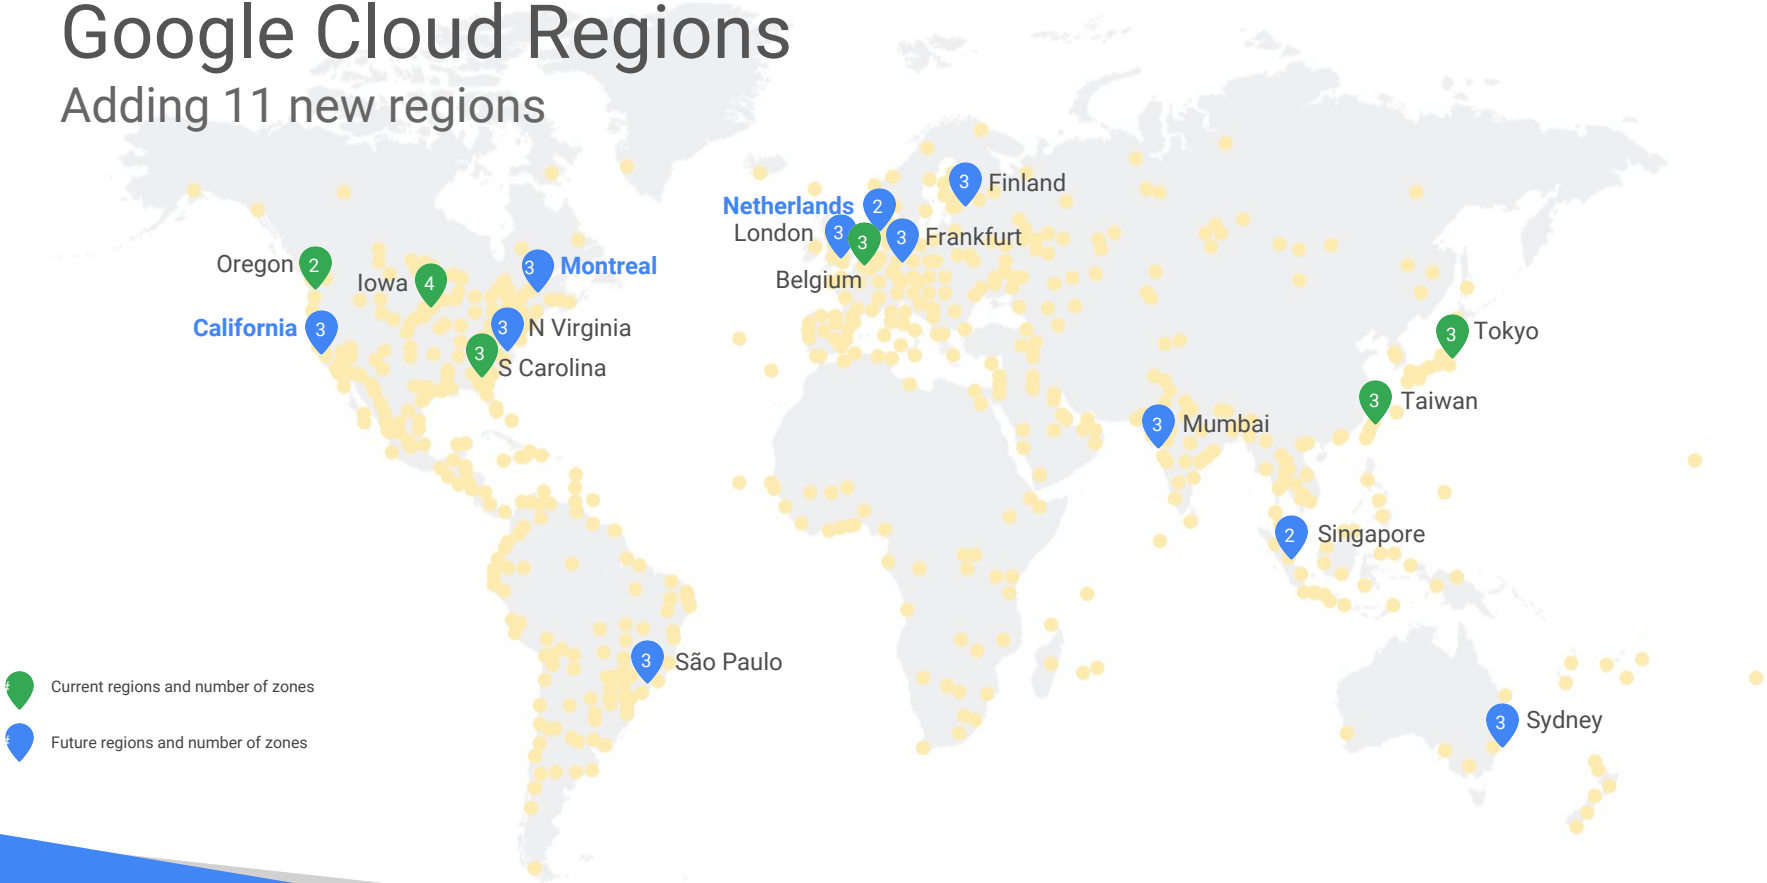 Google Cloud Regions
Adding 11 new regions
3 Finland
Netherlands 2
London 3 3 3 Frankfurt
Belgium
Oregon 2
Iowa 4
3 Montreal
California 3
3 N Virginia
3 S Carolina
3 Tokyo
3 Taiwan
3 Mumbai
2 Singapore
3 São Paulo
3 Sydney
# Current regions and number of zones
# Future regions and number of zones